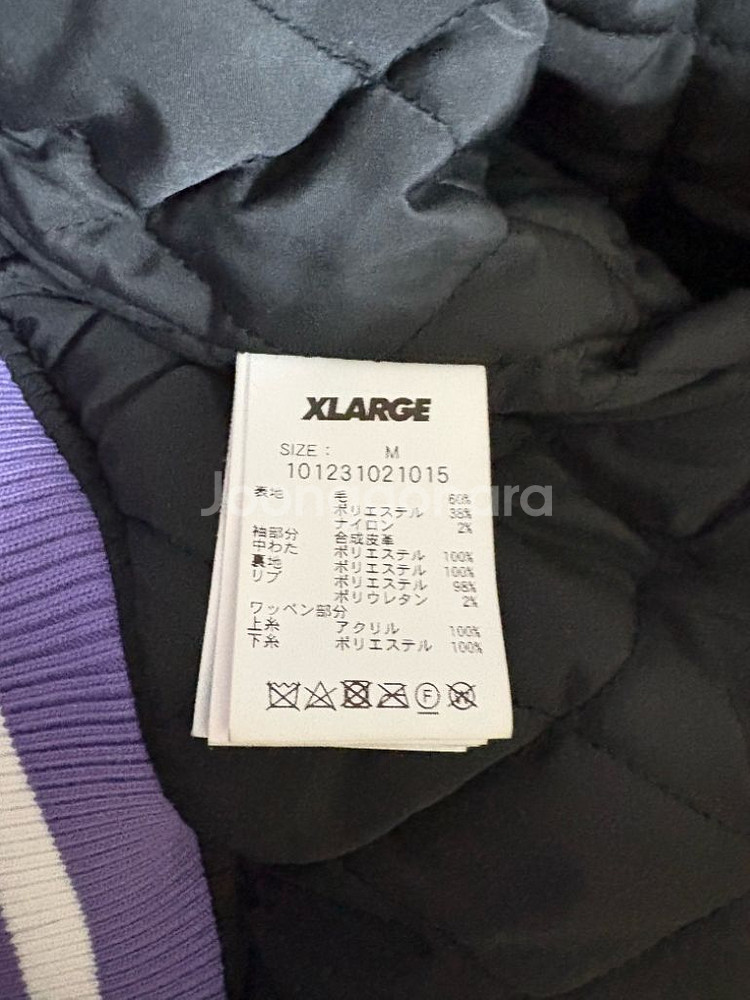 XLARGE
SIZE : M
101231021015
表地 毛 60%
ポリエステル 38%
ナイロン 2%
袖部分 合成皮革
中わた ポリエステル 100%
裏地 ポリエステル 100%
リブ ポリエステル 98%
ポリウレタン 2%
ワッペン部分
上糸 アクリル 100%
下糸 ポリエステル 100%
F
Joonggonara